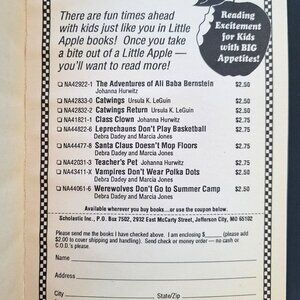 There are fun times ahead
with kids just like you in Little
Apple books! Once you take
a bite out of a Little Apple —
you'll want to read more!
Reading
Excitement
for Kids
with BIG
Appetites!
NA42922-1 The Adventures of Ali Baba Bernstein $2.50
Johanna Hurwitz
NA42833-0 Catwings Ursula K. LeGuin $2.50
NA42832-2 Catwings Return Ursula K. LeGuin $2.50
NA41821-1 Class Clown Johanna Hurwitz $2.75
NA44822-6 Leprechauns Don't Play Basketball $2.75
Debra Dadey and Marcia Jones
NA44477-8 Santa Claus Doesn't Mop Floors $2.75
Debra Dadey and Marcia Jones
NA42031-3 Teacher's Pet Johanna Hurwitz $2.75
NA43411-X Vampires Don't Wear Polka Dots $2.50
Debra Dadey and Marcia Jones
NA44061-6 Werewolves Don't Go to Summer Camp $2.75
Debra Dadey and Marcia Jones
Available wherever you buy books...or use the coupon below.
Scholastic Inc., P.O. Box 7502, 2932 East McCarty Street, Jefferson City, MO 65102
Please send me the books I have checked above. I am enclosing $ (please add
$2.00 to cover shipping and handling). Send check or money order – no cash or
C.O.D.'s please.
Name
Address
City State/Zip